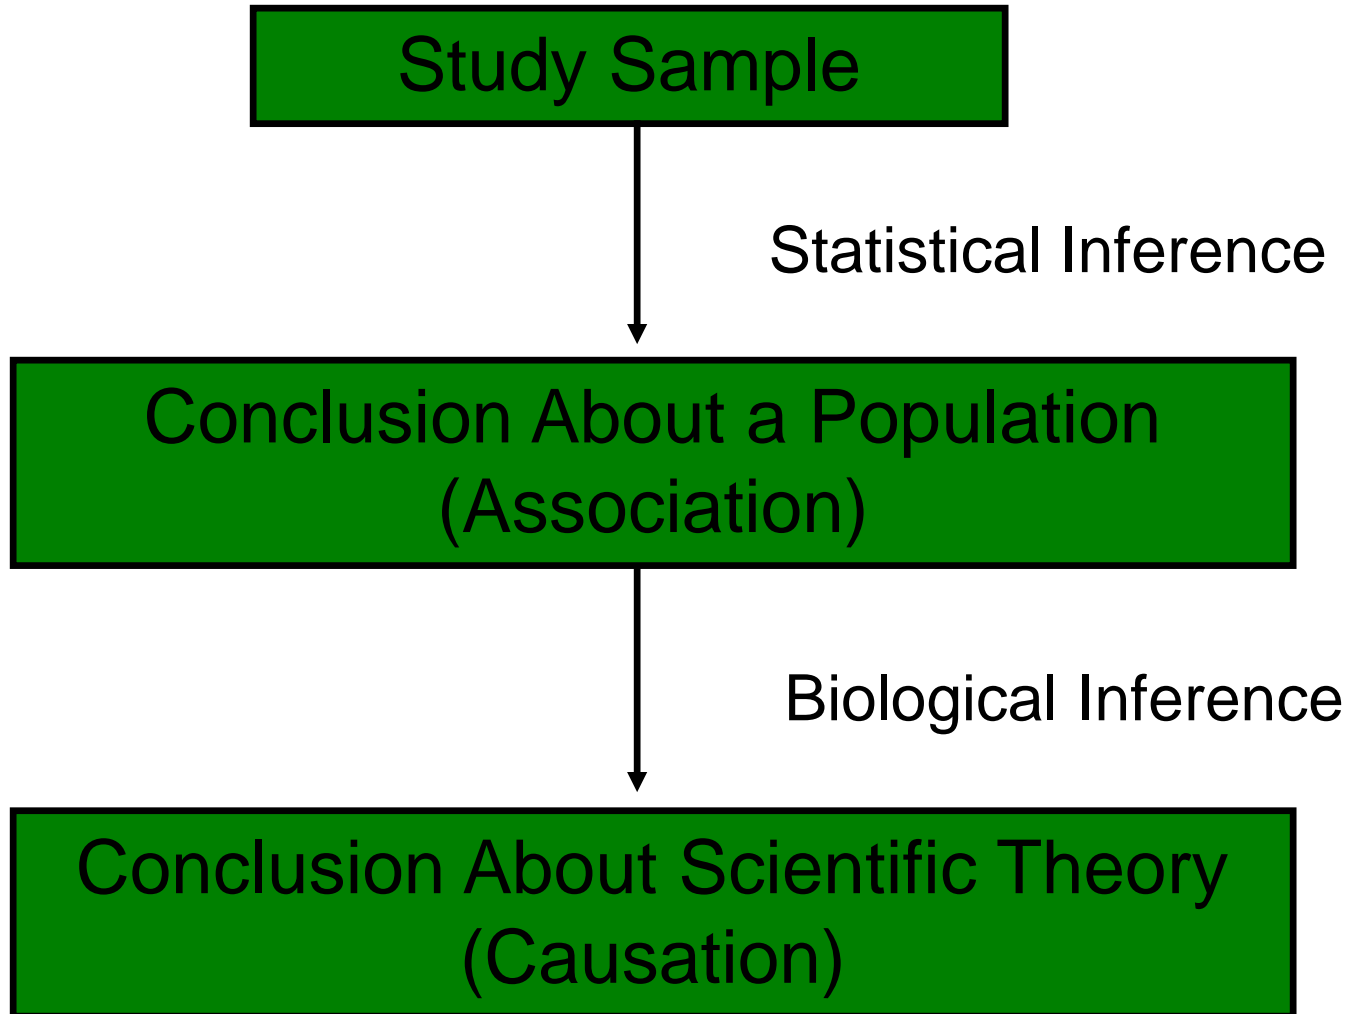 Study Sample
Statistical Inference
Conclusion About a Population
(Association)
Biological Inference
Conclusion About Scientific Theory
(Causation)